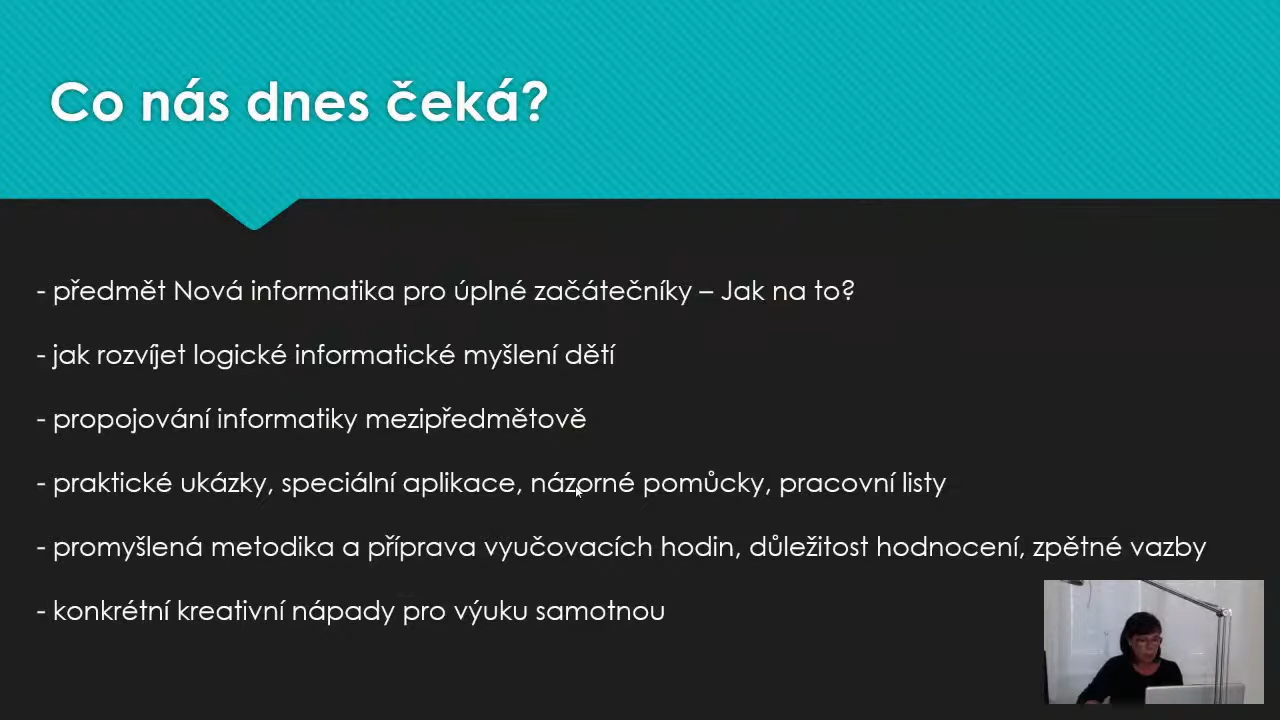 Co nás dnes čeká?
- předmět Nová informatika pro úplné začátečníky – Jak na to?
- jak rozvíjet logické informatické myšlení dětí
- propojování informatiky mezipředmětově
- praktické ukázky, speciální aplikace, názorné pomůcky, pracovní listy
- promyšlená metodika a příprava vyučovacích hodin, důležitost hodnocení, zpětné vazby
- konkrétní kreativní nápady pro výuku samotnou